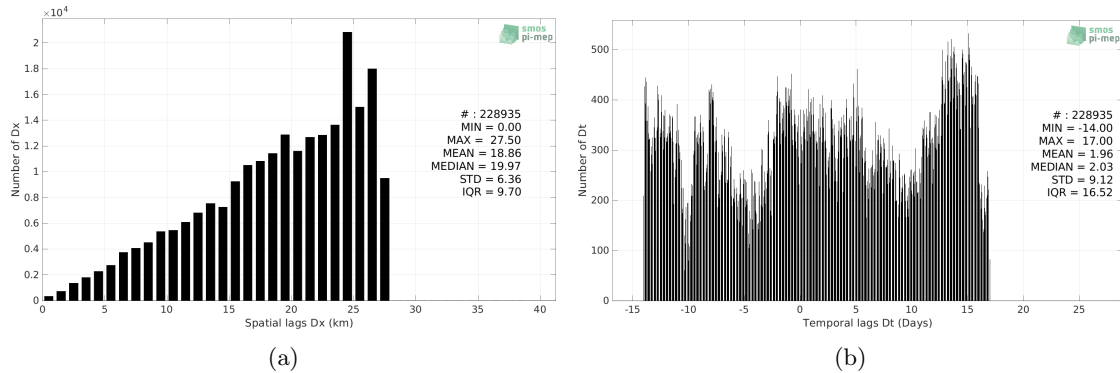 ×10⁴
2
1.8
1.6
1.4
1.2
1
0.8
0.6
0.4
0.2
0
Number of Dx
0 5 10 15 20 25 30 35 40
Spatial lags Dx (km)
smos
pi-mep
# : 228935
MIN = 0.00
MAX = 27.50
MEAN = 18.86
MEDIAN = 19.97
STD = 6.36
IQR = 9.70
(a)
500
400
300
200
100
0
Number of Dt
-15 -10 -5 0 5 10 15 20 25
Temporal lags Dt (Days)
smos
pi-mep
# : 228935
MIN = -14.00
MAX = 17.00
MEAN = 1.96
MEDIAN = 2.03
STD = 9.12
IQR = 16.52
(b)